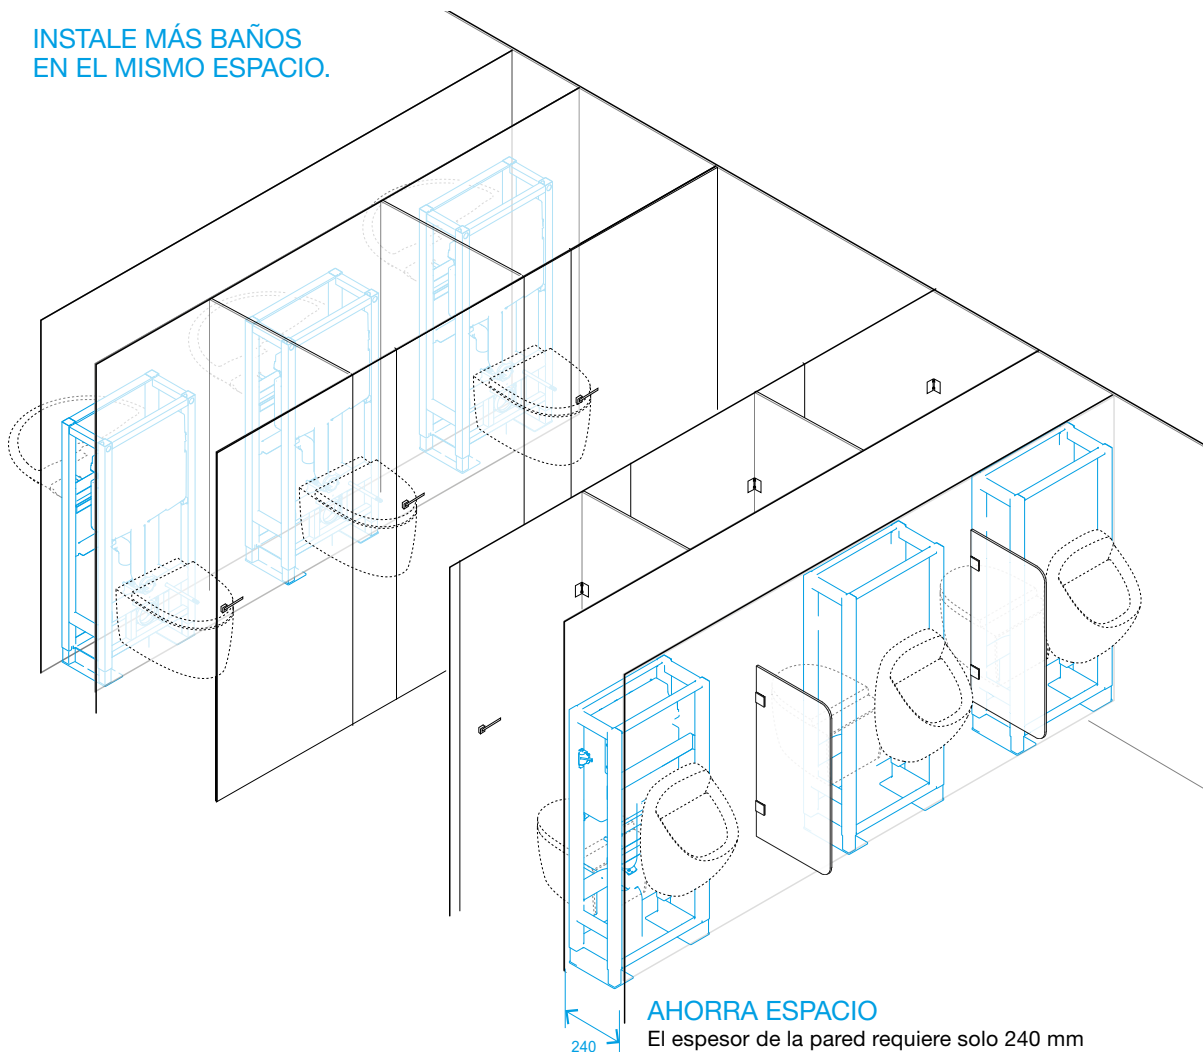 INSTALE MÁS BAÑOS
EN EL MISMO ESPACIO.
AHORRA ESPACIO
El espesor de la pared requiere solo 240 mm
240